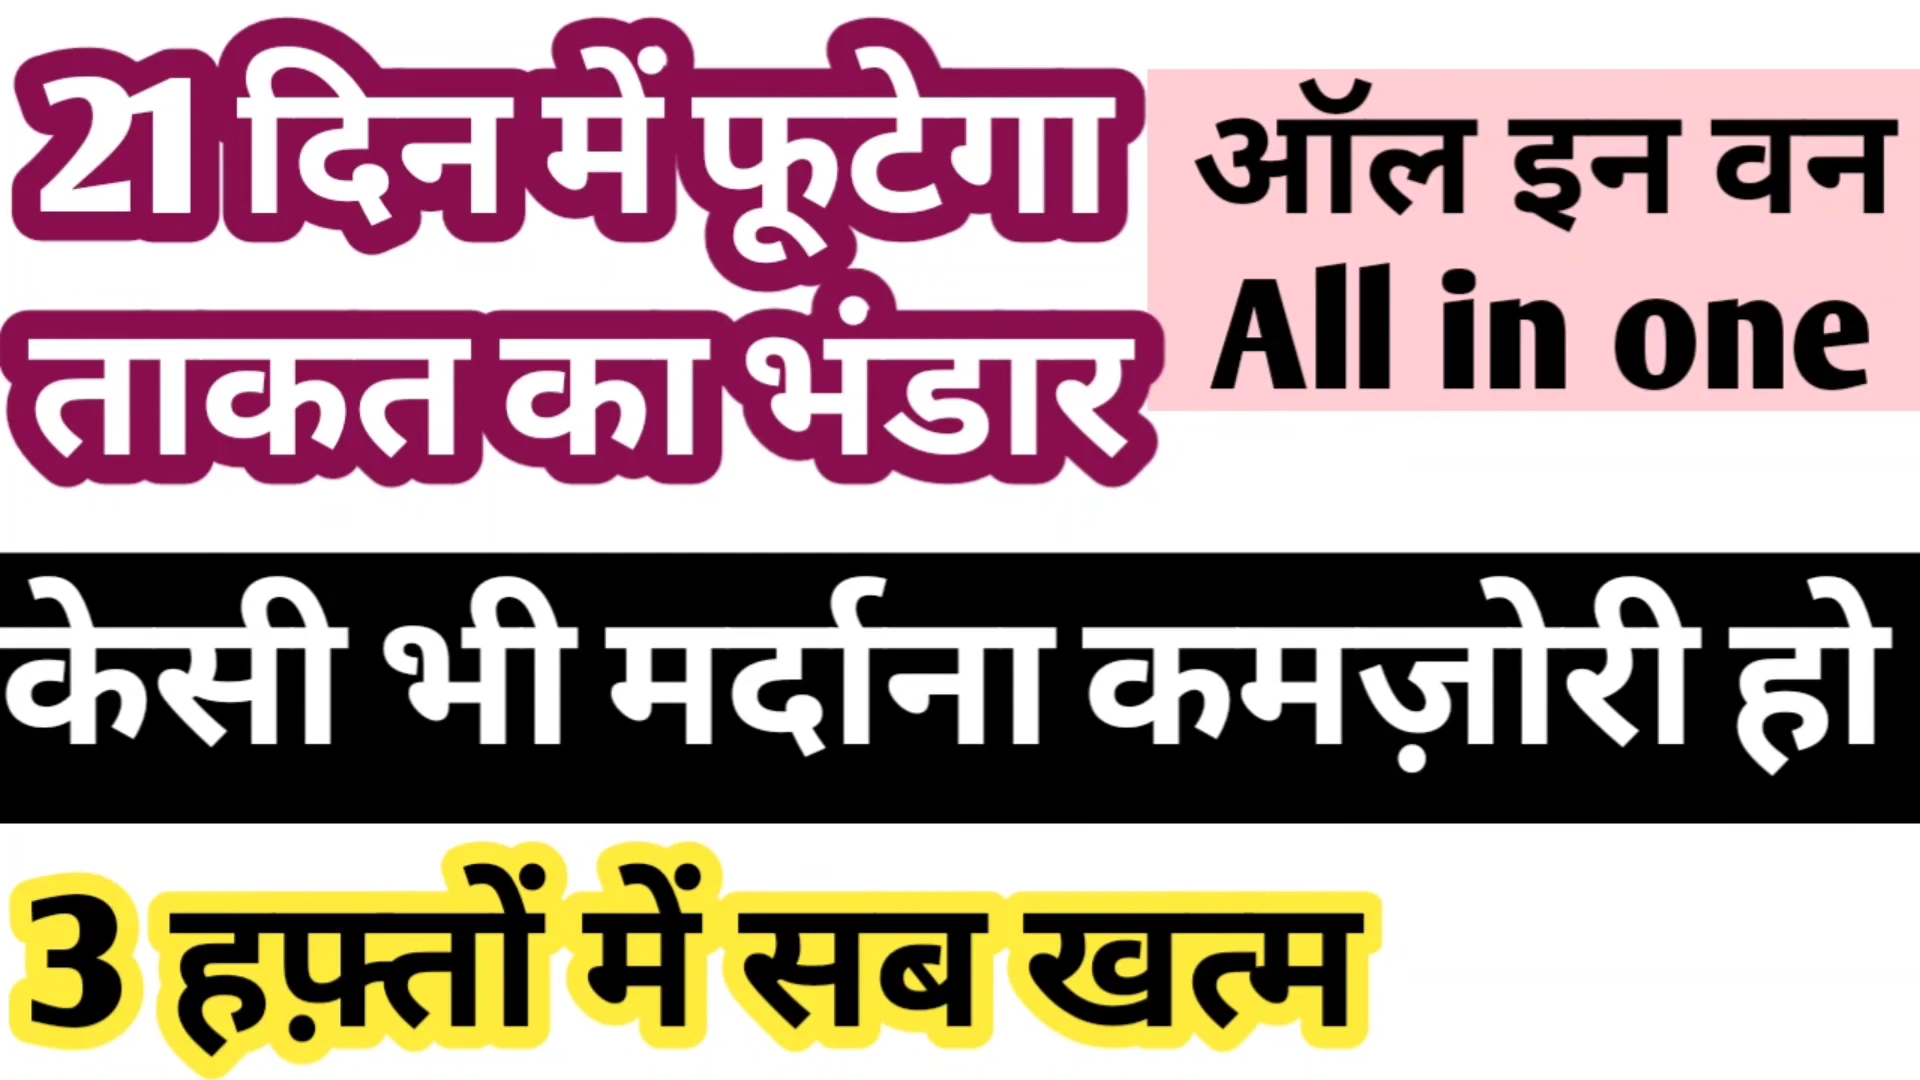 21 दिन में फूटेगा
ताकत का भंडार
ऑल इन वन
All in one
केसी भी मर्दाना कमज़ोरी हो
3 हफ़्तों में सब खत्म